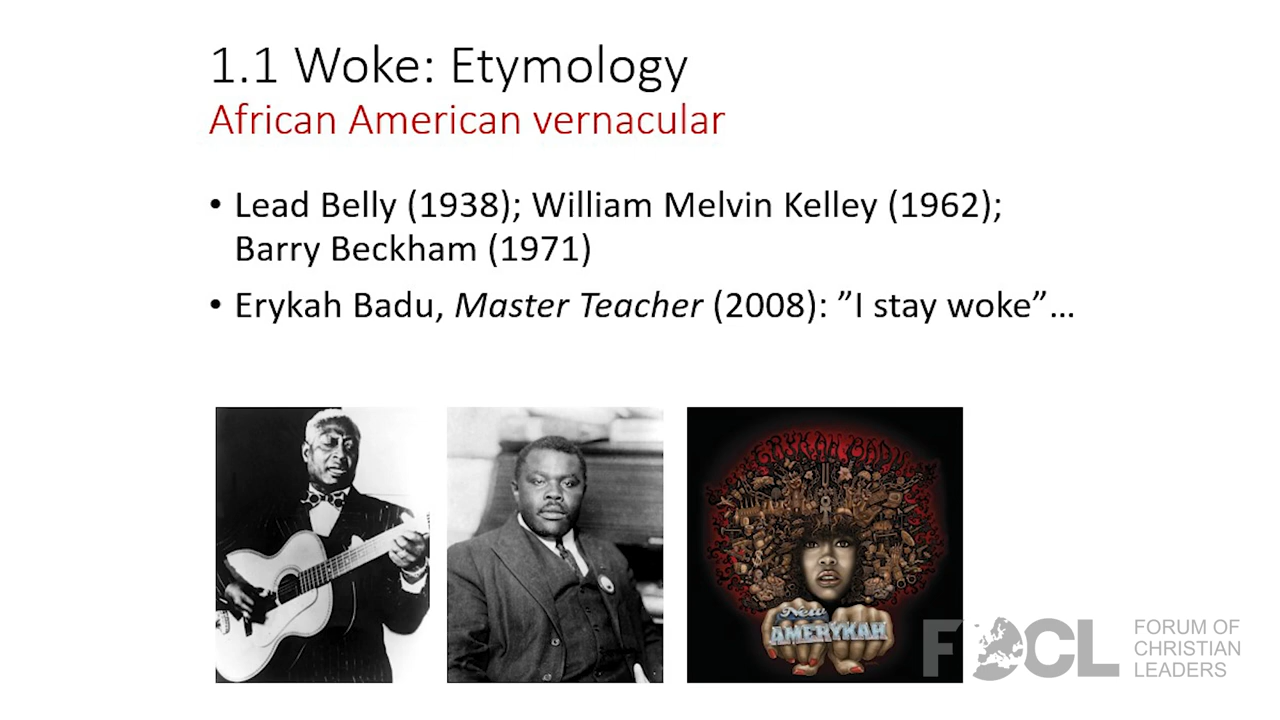 1.1 Woke: Etymology
African American vernacular
• Lead Belly (1938); William Melvin Kelley (1962);
Barry Beckham (1971)
• Erykah Badu, Master Teacher (2008): ”I stay woke”…
ERYKAH BADU
New
AMERYKAH
FOCL
FORUM OF
CHRISTIAN
LEADERS